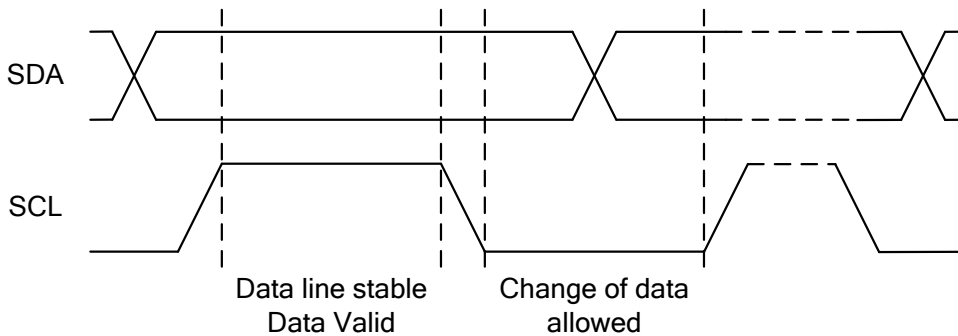 SDA
SCL
Data line stable
Data Valid
Change of data
allowed